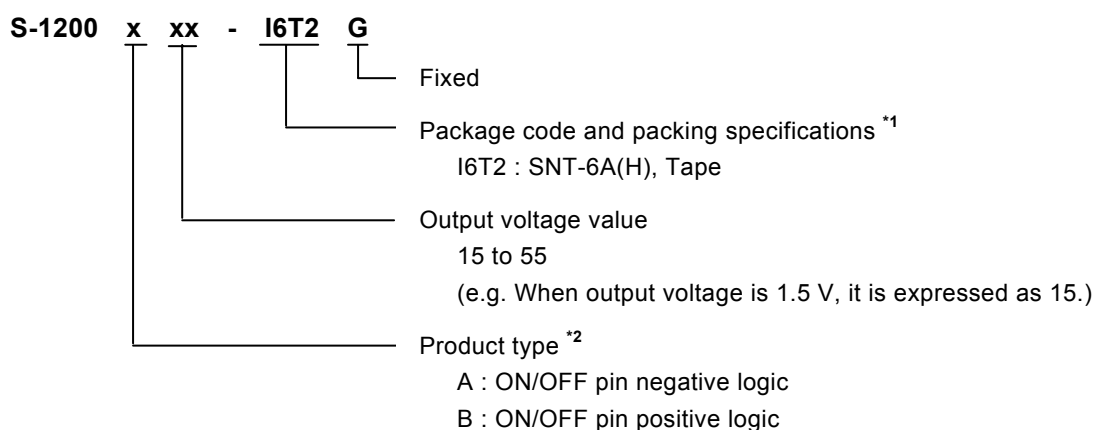 S-1200 x xx - I6T2 G
Fixed
Package code and packing specifications *1
I6T2 : SNT-6A(H), Tape
Output voltage value
15 to 55
(e.g. When output voltage is 1.5 V, it is expressed as 15.)
Product type *2
A : ON/OFF pin negative logic
B : ON/OFF pin positive logic